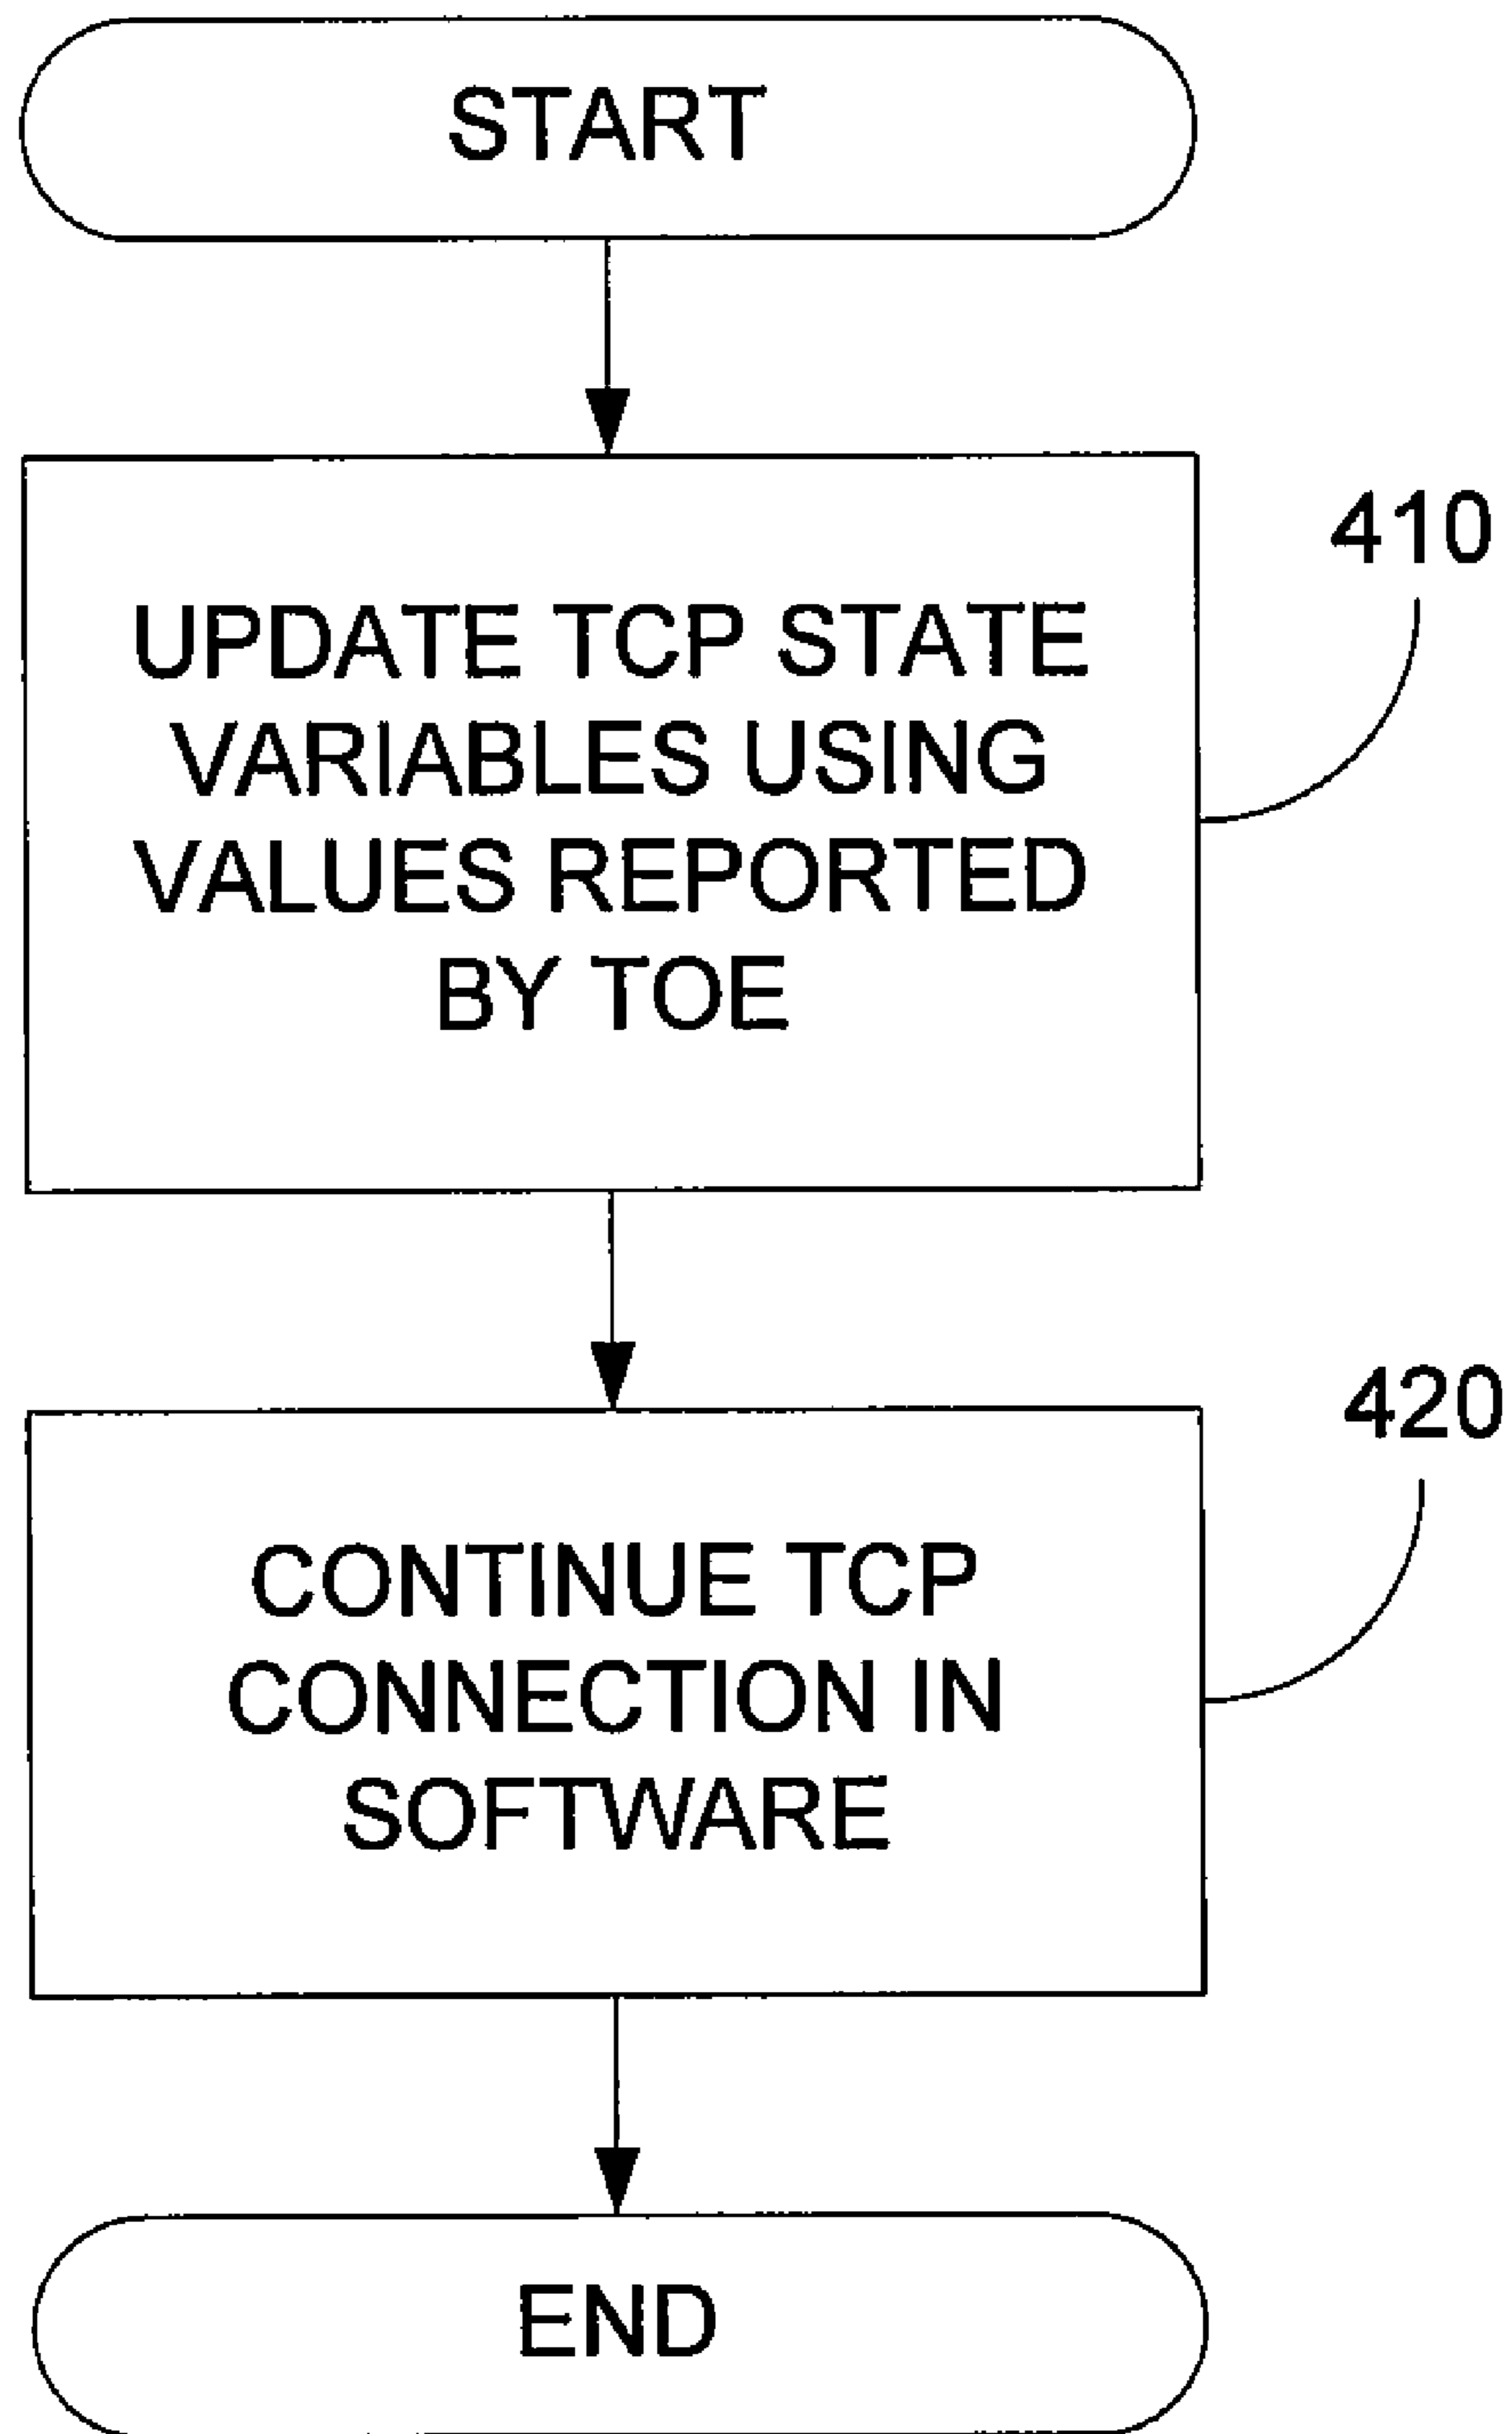 START
410
UPDATE TCP STATE
VARIABLES USING
VALUES REPORTED
BY TOE
420
CONTINUE TCP
CONNECTION IN
SOFTWARE
END